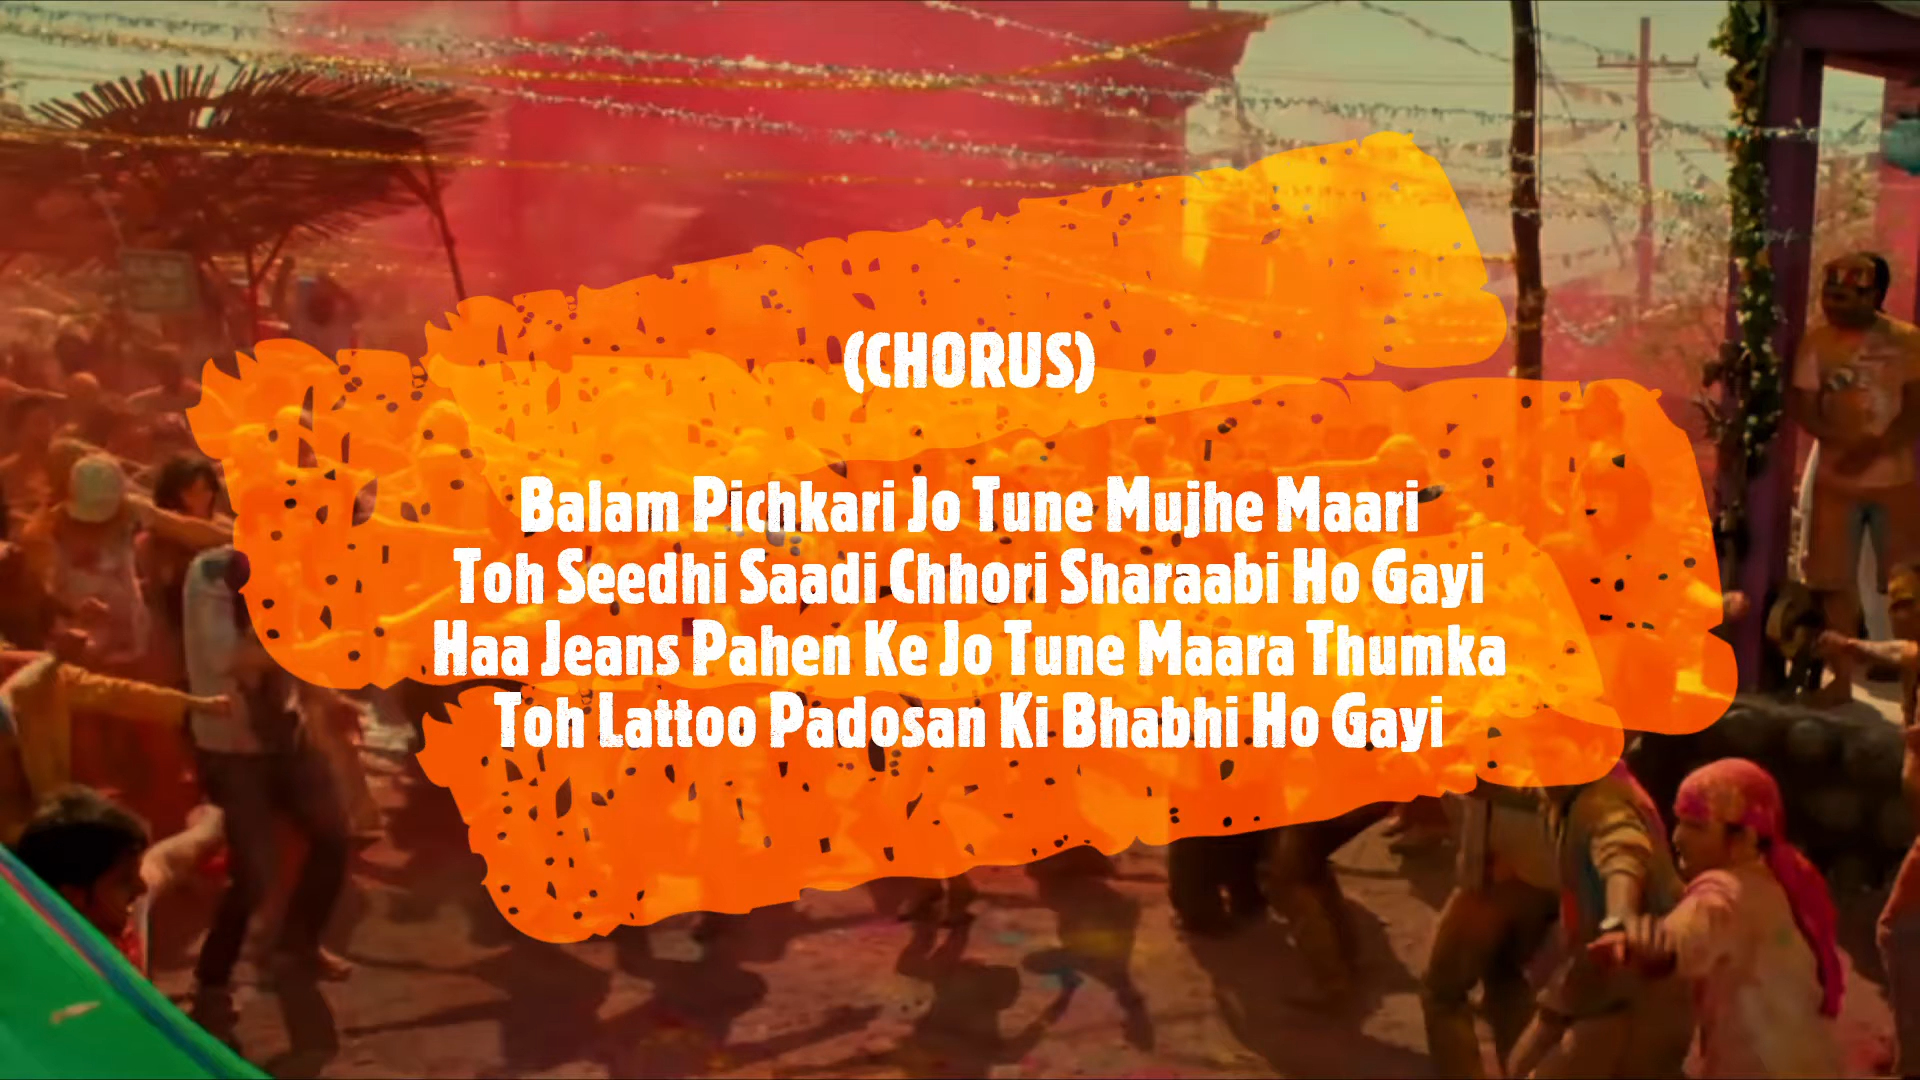 (CHORUS)
Balam Pichkari Jo Tune Mujhe Maari
Toh Seedhi Saadi Chhori Sharaabi Ho Gayi
Haa Jeans Pahen Ke Jo Tune Maara Thumka
Toh Lattoo Padosan Ki Bhabhi Ho Gayi